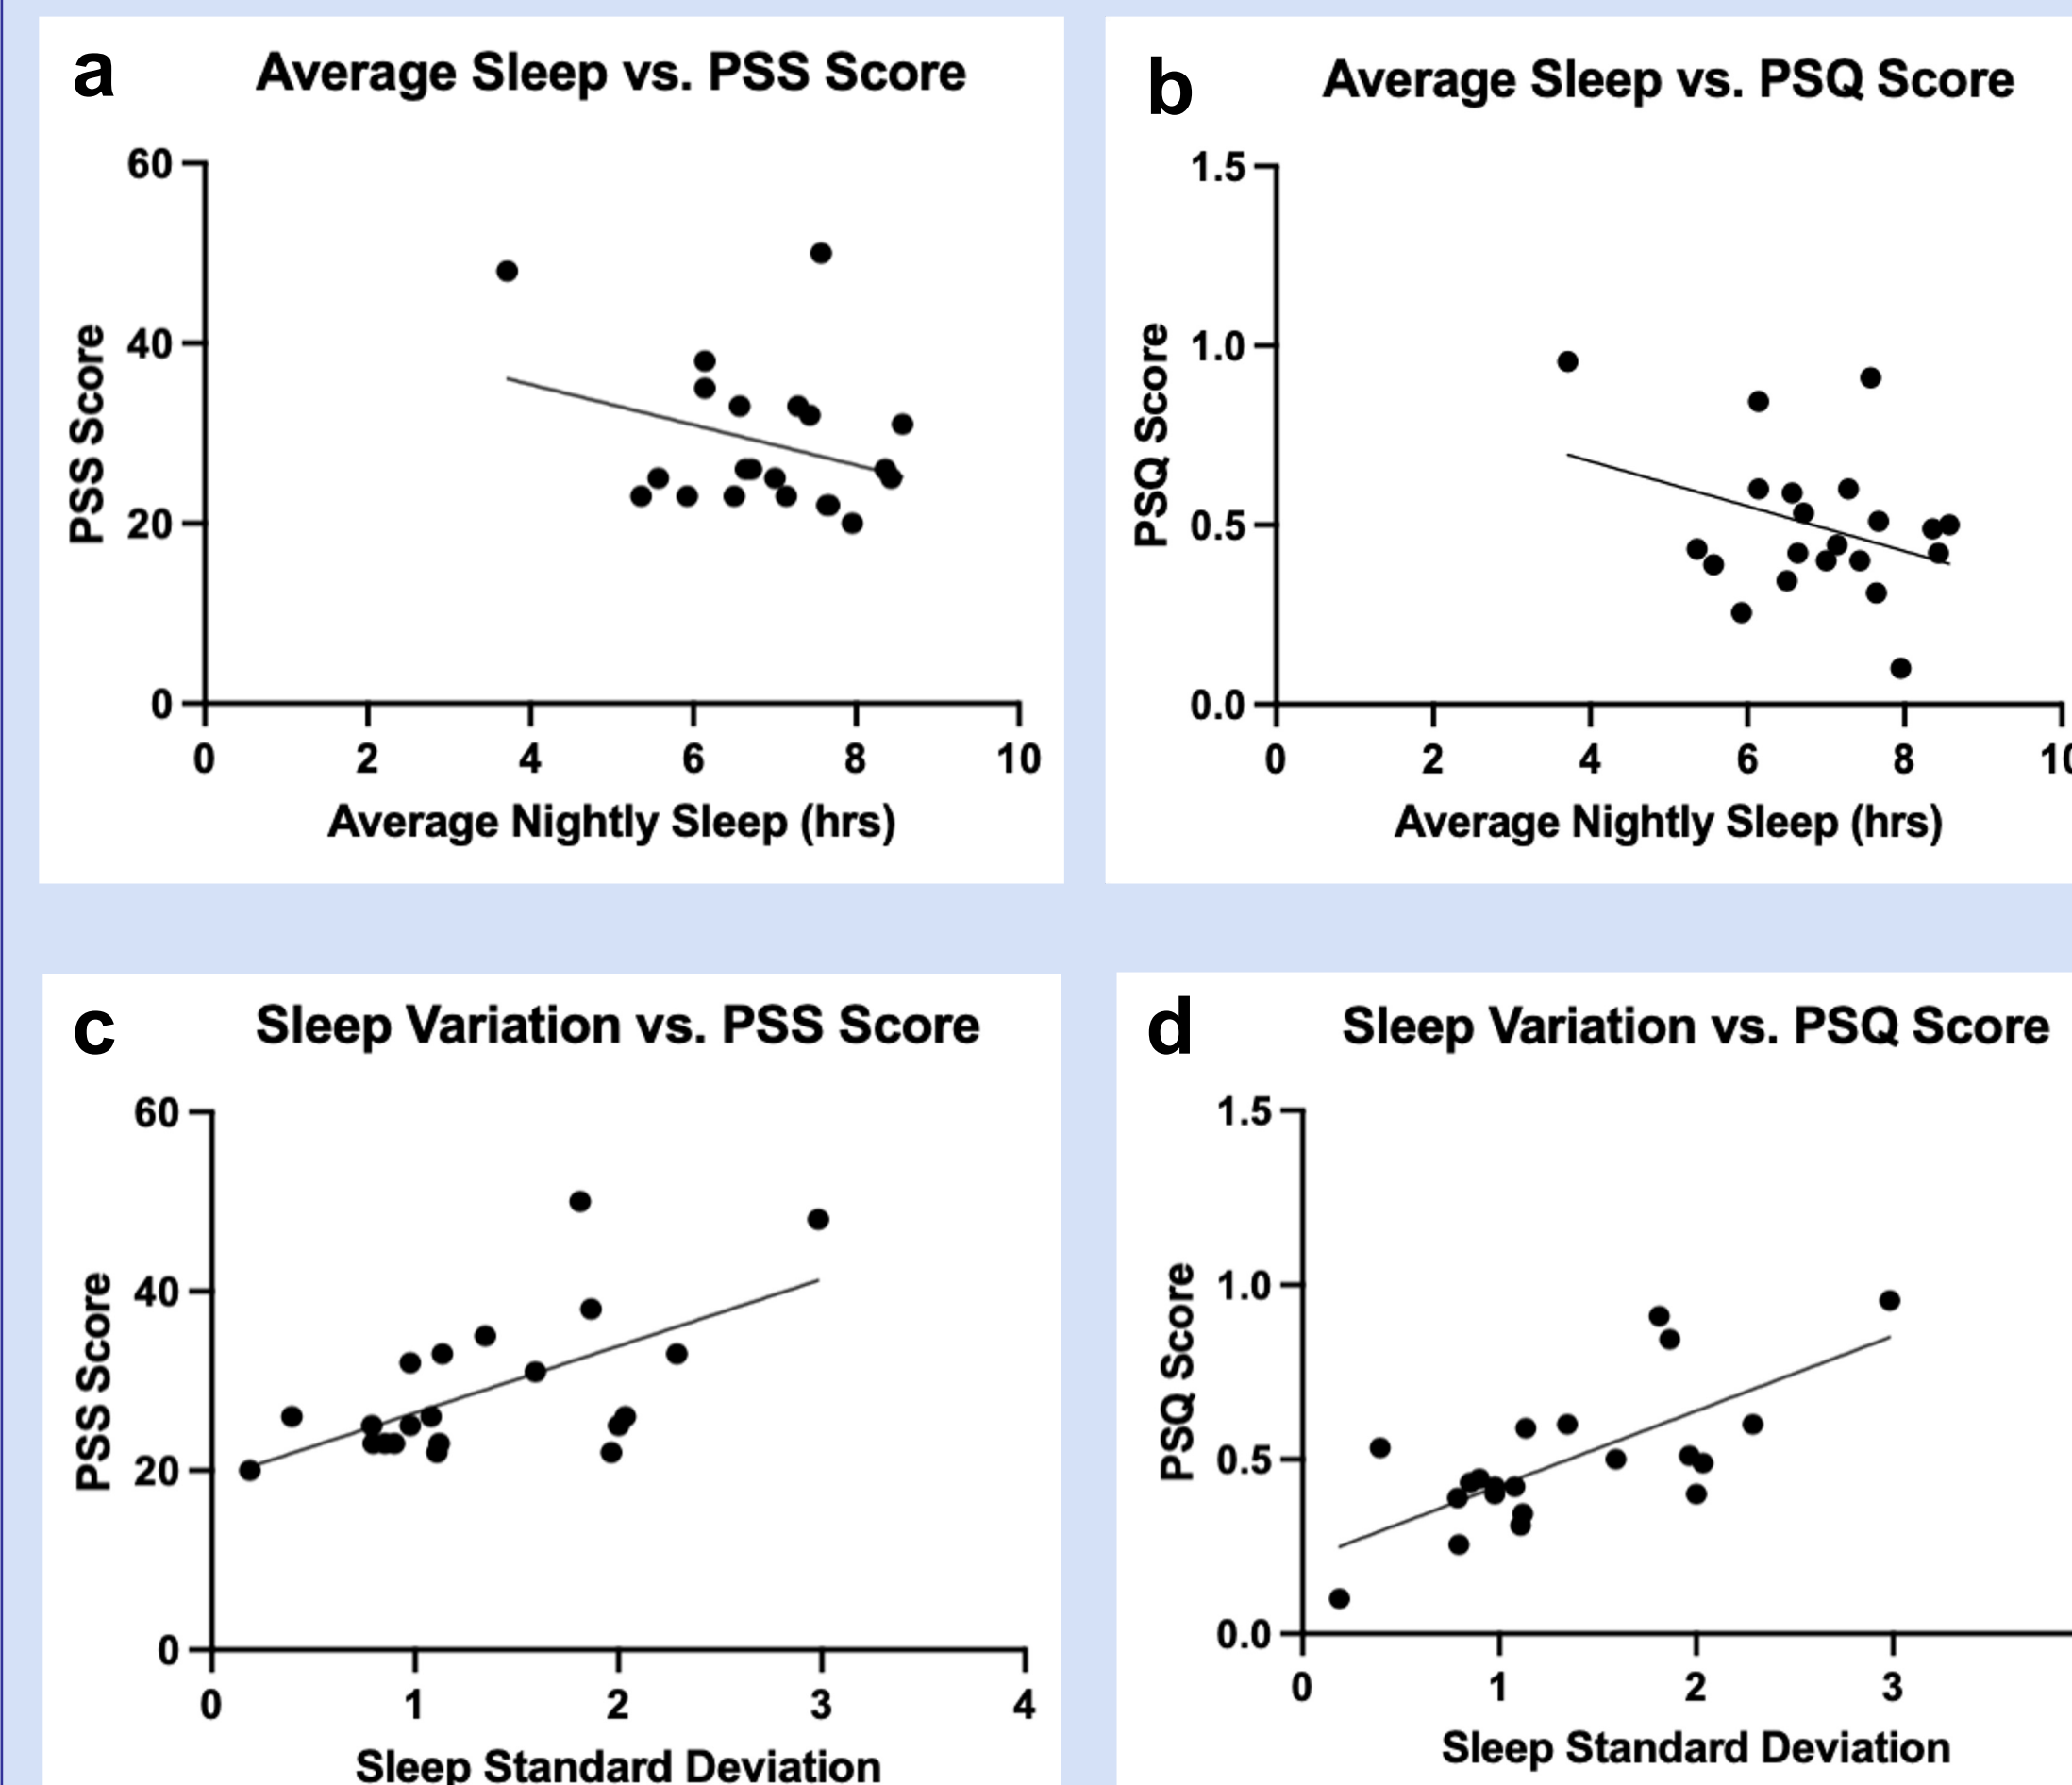 a
Average Sleep vs. PSS Score
60
40
20
0
PSS Score
0 2 4 6 8 10
Average Nightly Sleep (hrs)
b
Average Sleep vs. PSQ Score
1.5
1.0
0.5
0.0
PSQ Score
0 2 4 6 8 10
Average Nightly Sleep (hrs)
c
Sleep Variation vs. PSS Score
60
40
20
0
PSS Score
0 1 2 3 4
Sleep Standard Deviation
d
Sleep Variation vs. PSQ Score
1.5
1.0
0.5
0.0
PSQ Score
0 1 2 3
Sleep Standard Deviation